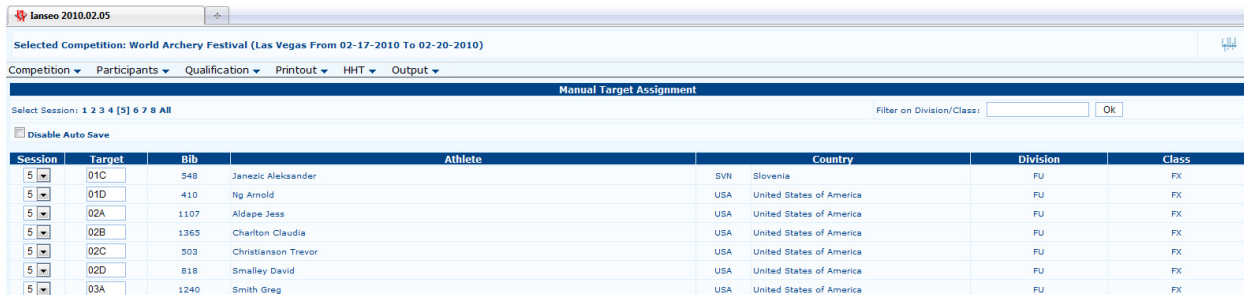 Ianseo 2010.02.05
Selected Competition: World Archery Festival (Las Vegas From 02-17-2010 To 02-20-2010)
Competition Participants Qualification Printout HHT Output
Manual Target Assignment
Select Session: 1 2 3 4 [5] 6 7 8 All Filter on Division/Class: Ok
Disable Auto Save
Session Target Bib Athlete Country Division Class
5 01C 548 Janezic Aleksander SVN Slovenia FU FX
5 01D 410 Ng Arnold USA United States of America FU FX
5 02A 1107 Aldape Jess USA United States of America FU FX
5 02B 1365 Charlton Claudia USA United States of America FU FX
5 02C 503 Christianson Trevor USA United States of America FU FX
5 02D 818 Smalley David USA United States of America FU FX
5 03A 1240 Smith Greg USA United States of America FU FX